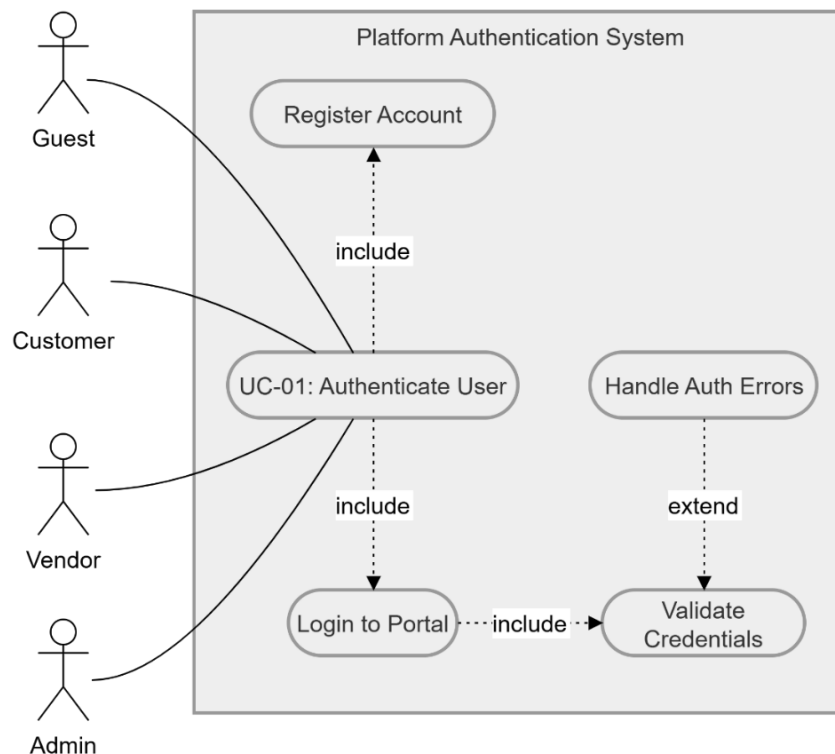 Platform Authentication System
Guest
Register Account
include
Customer
UC-01: Authenticate User
Handle Auth Errors
Vendor
include
extend
Login to Portal
include
Validate
Credentials
Admin